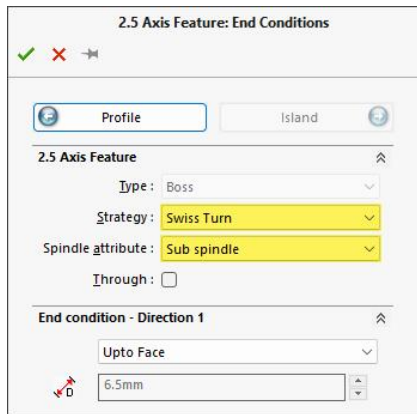 2.5 Axis Feature: End Conditions
Profile Island
2.5 Axis Feature
Type : Boss
Strategy : Swiss Turn
Spindle attribute : Sub spindle
Through :
End condition - Direction 1
Upto Face
D 6.5mm